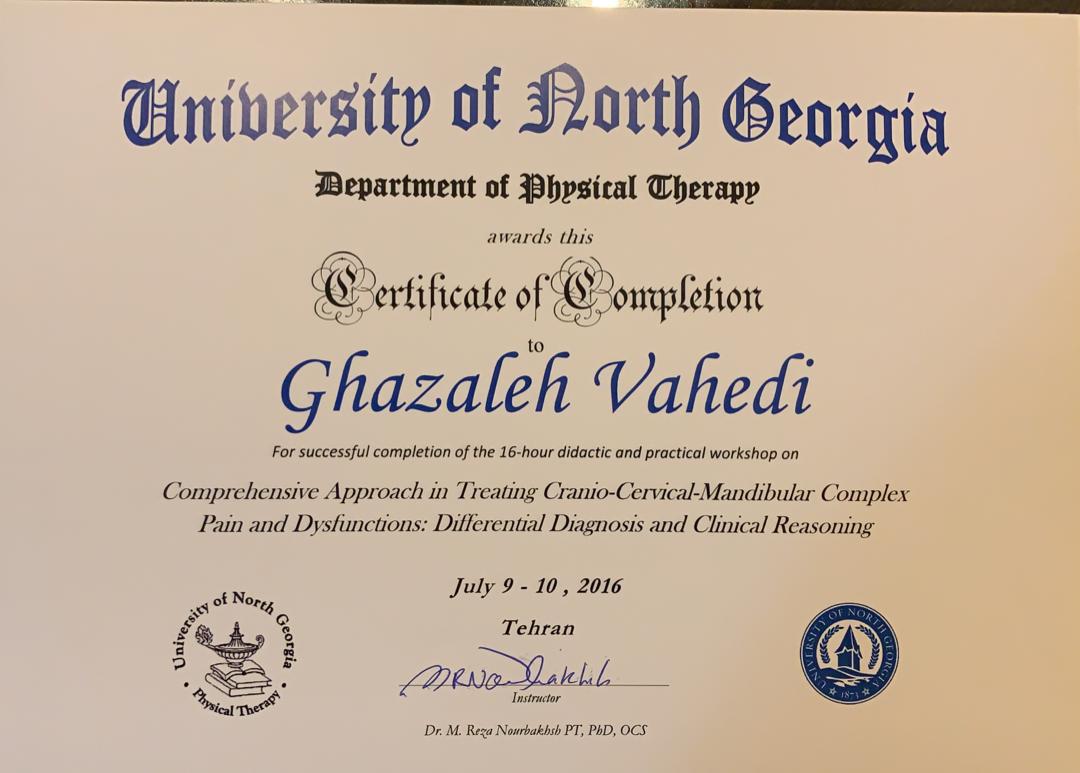 University of North Georgia
Department of Physical Therapy
awards this
Certificate of Completion
to
Ghazaleh Vahedi
For successful completion of the 16-hour didactic and practical workshop on
Comprehensive Approach in Treating Cranio-Cervical-Mandibular Complex
Pain and Dysfunctions: Differential Diagnosis and Clinical Reasoning
July 9 - 10 , 2016
Tehran
University of North Georgia
• Physical Therapy •
UNIVERSITY OF NORTH GEORGIA
★ 1873 ★
Instructor
Dr. M. Reza Nourbakhsh PT, PhD, OCS